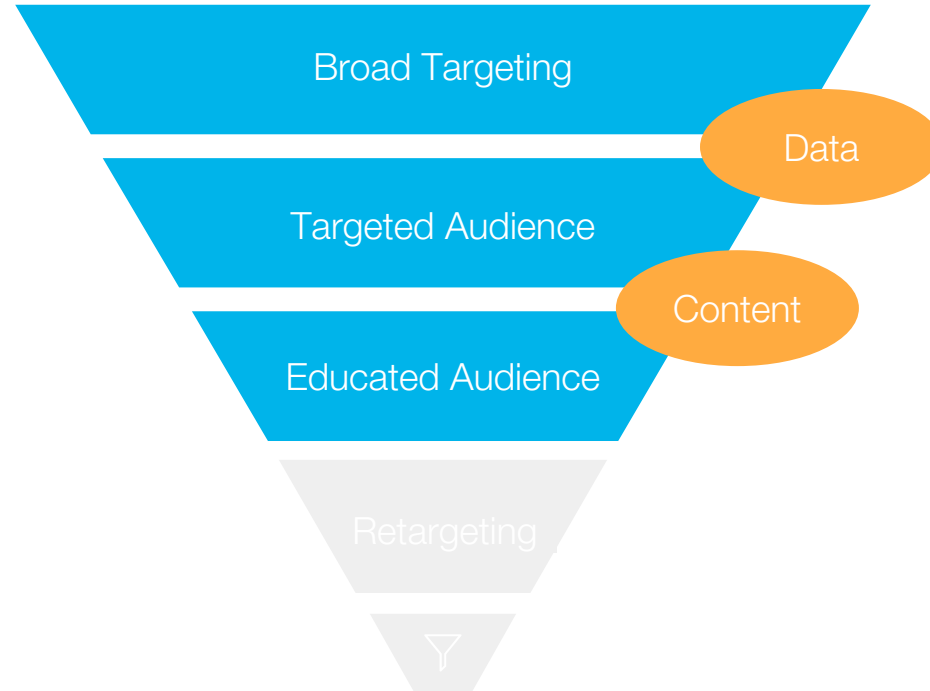 Broad Targeting
Data
Targeted Audience
Content
Educated Audience
Retargeting